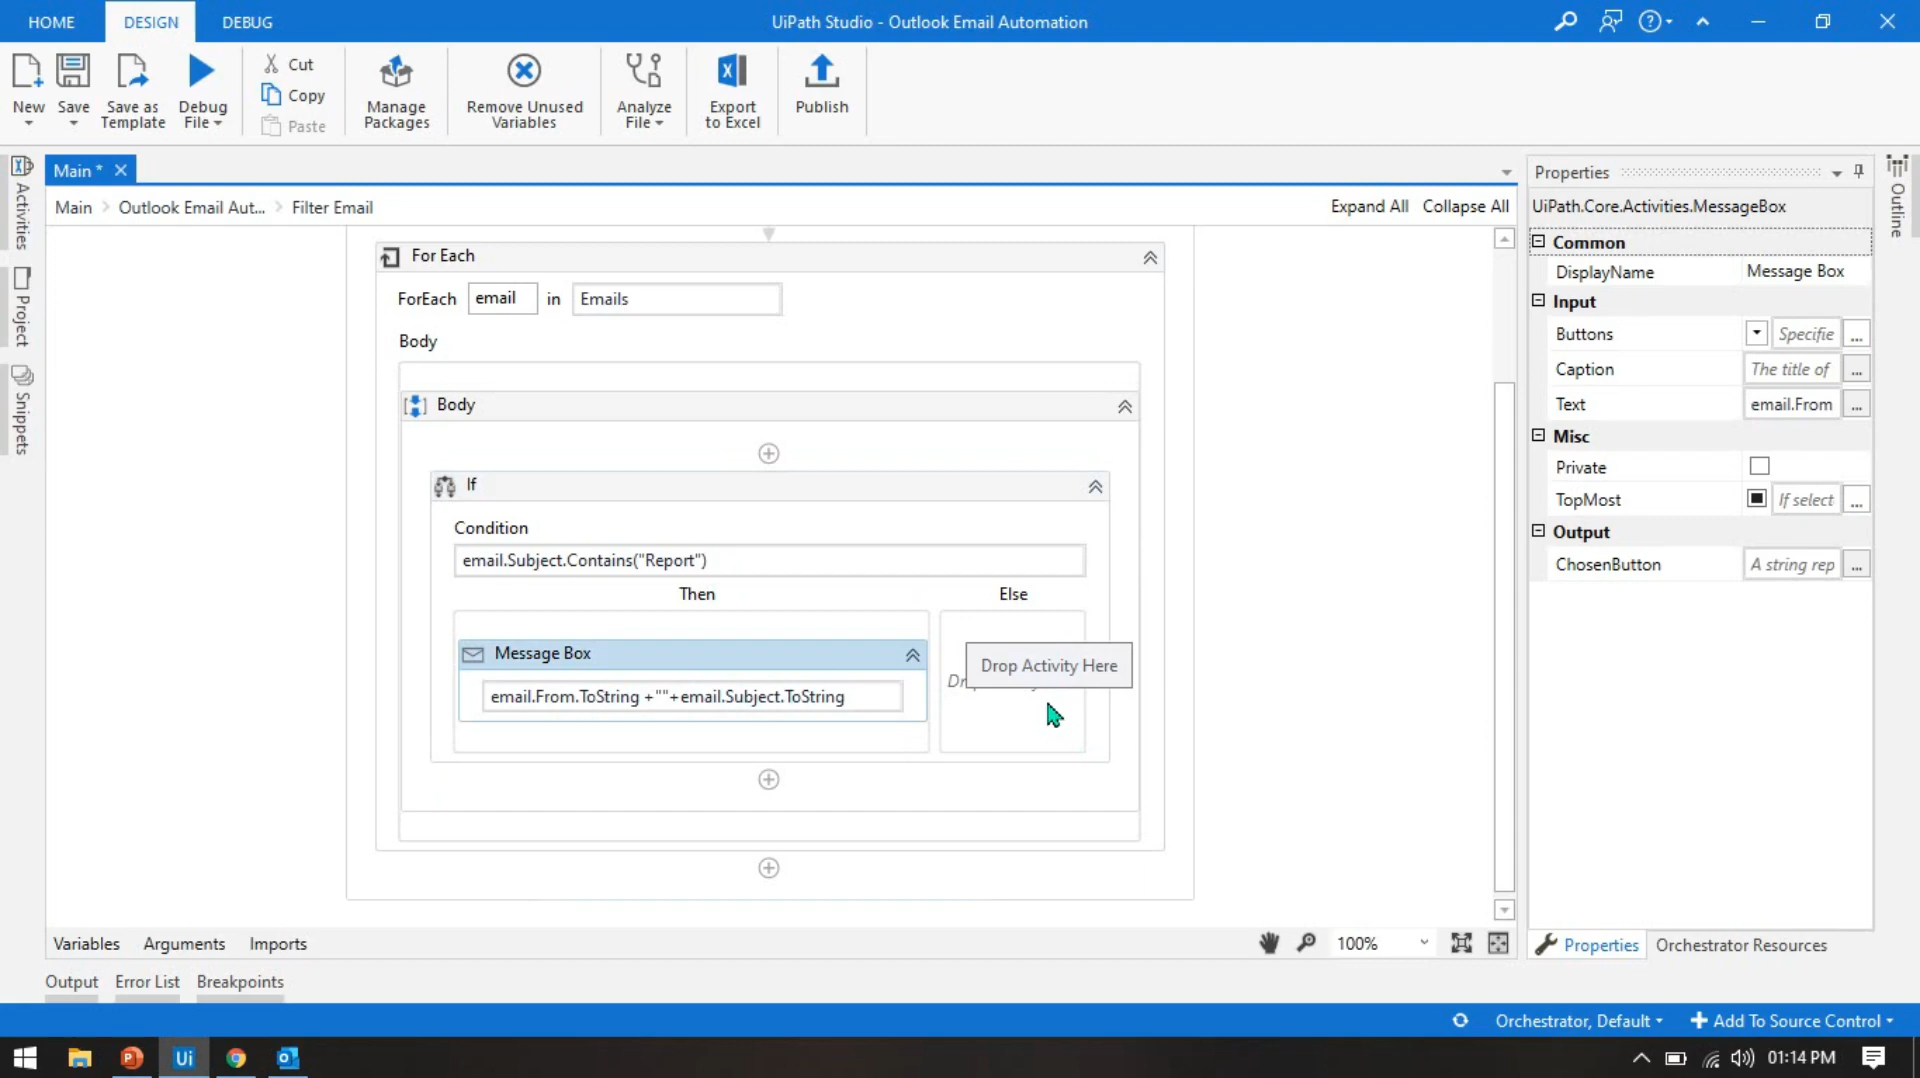 HOME DESIGN DEBUG
UiPath Studio - Outlook Email Automation
New Save Save as Template Debug File
Cut
Copy
Paste
Manage Packages
Remove Unused Variables
Analyze File
Export to Excel
Publish
Activities
Project
Snippets
Main *
Main > Outlook Email Aut... > Filter Email
Expand All Collapse All
For Each
ForEach email in Emails
Body
Body
If
Condition
email.Subject.Contains("Report")
Then Else
Message Box
email.From.ToString +""+ email.Subject.ToString
Drop Activity Here
Variables Arguments Imports
100%
Output Error List Breakpoints
Properties
UiPath.Core.Activities.MessageBox
Common
DisplayName Message Box
Input
Buttons Specifie ...
Caption The title of ...
Text email.From ...
Misc
Private
TopMost If select ...
Output
ChosenButton A string rep ...
Properties Orchestrator Resources
Outline
Orchestrator, Default
Add To Source Control
01:14 PM